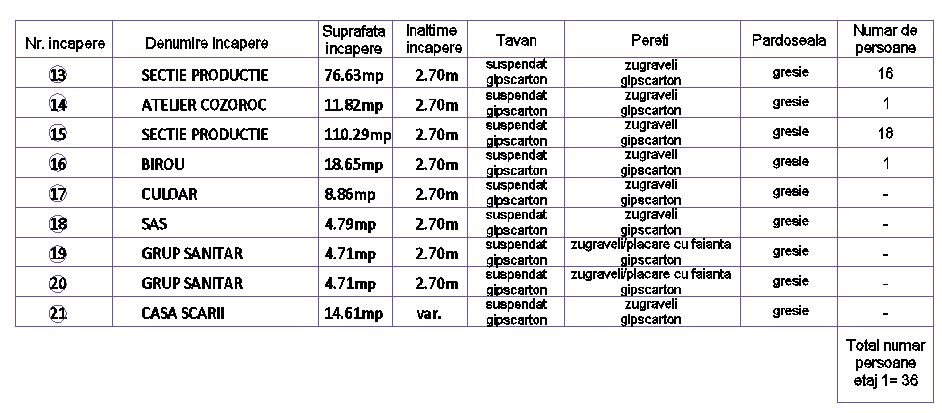 Nr. incapere Denumire incapere Suprafata incapere Inaltime incapere Tavan Pereti Pardoseala Numar de persoane
13 SECTIE PRODUCTIE 76.63mp 2.70m suspendat gipscarton zugraveli gipscarton gresie 16
14 ATELIER COZOROC 11.82mp 2.70m suspendat gipscarton zugraveli gipscarton gresie 1
15 SECTIE PRODUCTIE 110.29mp 2.70m suspendat gipscarton zugraveli gipscarton gresie 18
16 BIROU 18.65mp 2.70m suspendat gipscarton zugraveli gipscarton gresie 1
17 CULOAR 8.86mp 2.70m suspendat gipscarton zugraveli gipscarton gresie -
18 SAS 4.79mp 2.70m suspendat gipscarton zugraveli gipscarton gresie -
19 GRUP SANITAR 4.71mp 2.70m suspendat gipscarton zugraveli/placare cu faianta gipscarton gresie -
20 GRUP SANITAR 4.71mp 2.70m suspendat gipscarton zugraveli/placare cu faianta gipscarton gresie -
21 CASA SCARII 14.61mp var. suspendat gipscarton zugraveli gipscarton gresie -
Total numar
persoane
etaj 1= 36